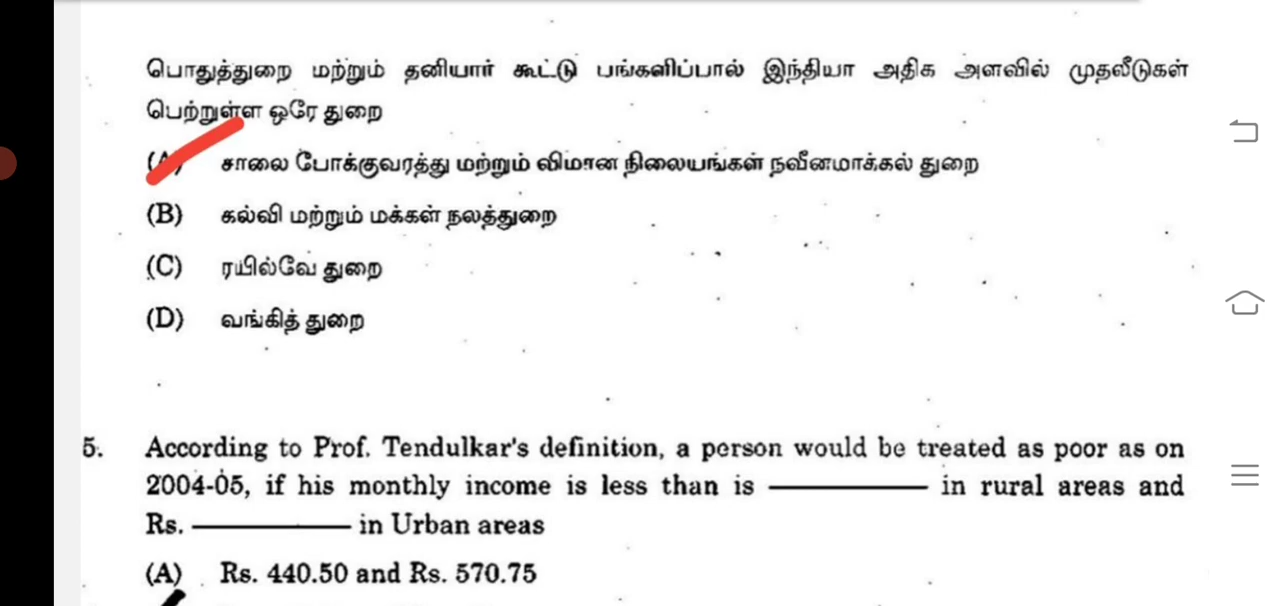 பொதுத்துறை மற்றும் தனியார் கூட்டு பங்களிப்பால் இந்தியா அதிக அளவில் முதலீடுகள்
பெற்றுள்ள ஒரே துறை
(A) சாலை போக்குவரத்து மற்றும் விமான நிலையங்கள் நவீனமாக்கல் துறை
(B) கல்வி மற்றும் மக்கள் நலத்துறை
(C) ரயில்வே துறை
(D) வங்கித் துறை
5. According to Prof. Tendulkar's definition, a person would be treated as poor as on
2004-05, if his monthly income is less than is ———— in rural areas and
Rs. ———— in Urban areas
(A) Rs. 440.50 and Rs. 570.75